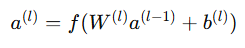 a^{(l)} = f(W^{(l)}a^{(l-1)} + b^{(l)})